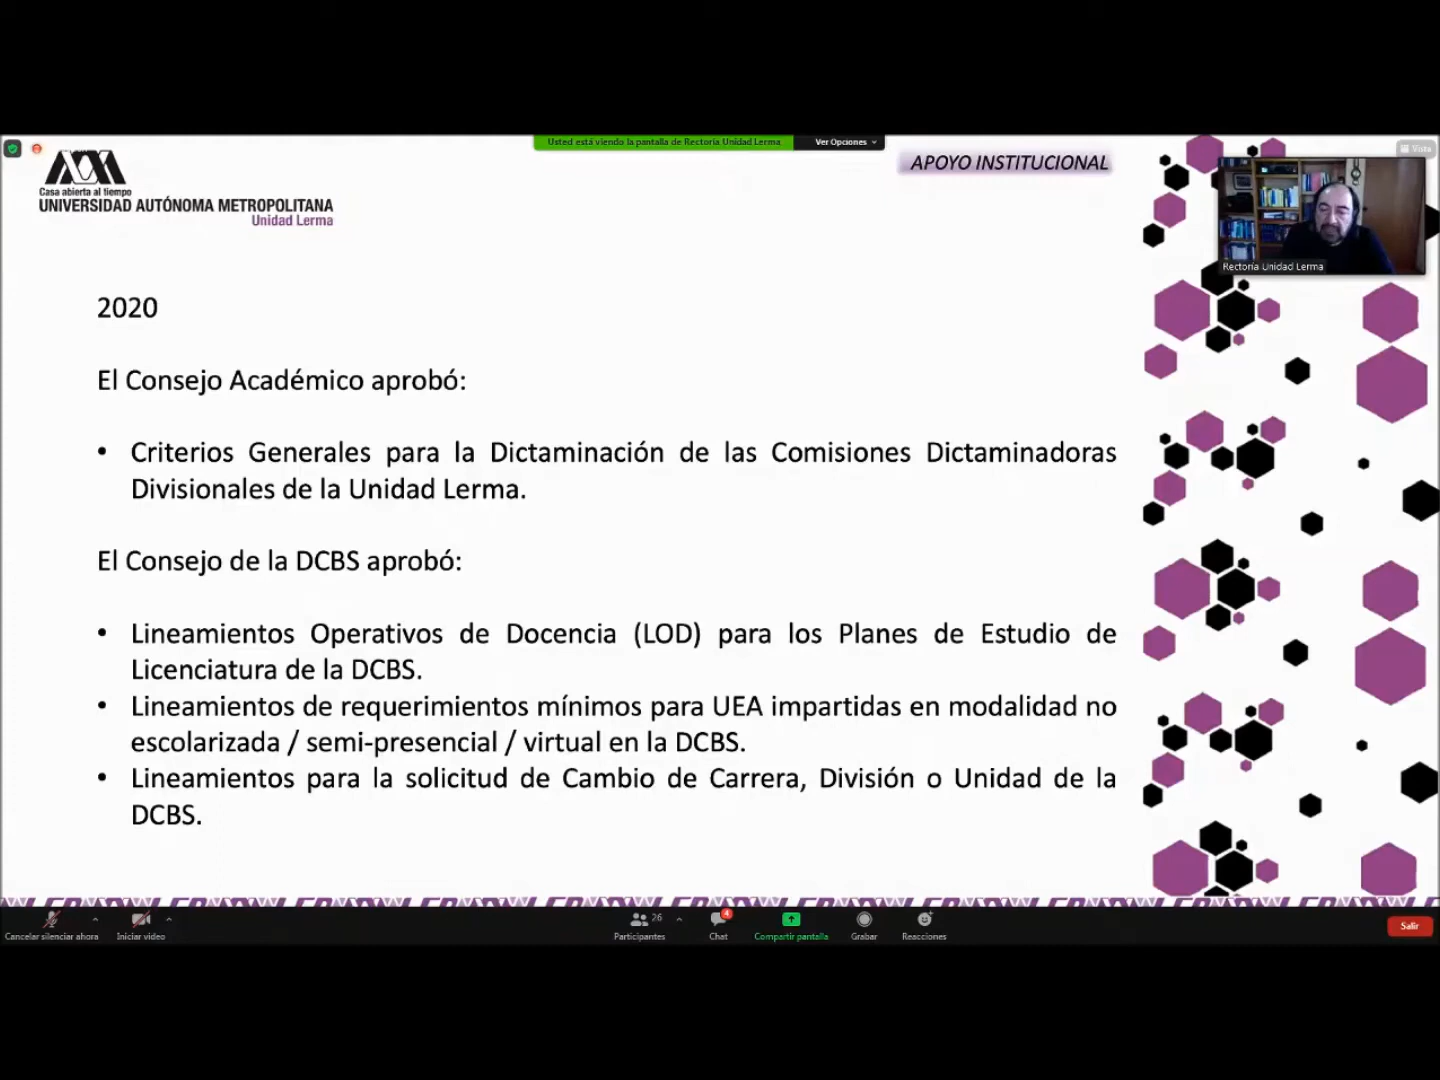 Usted está viendo la pantalla de Rectoría Unidad Lerma
Ver Opciones
Vista
APOYO INSTITUCIONAL
Casa abierta al tiempo
UNIVERSIDAD AUTÓNOMA METROPOLITANA
Unidad Lerma
Rectoría Unidad Lerma
2020
El Consejo Académico aprobó:
• Criterios Generales para la Dictaminación de las Comisiones Dictaminadoras
Divisionales de la Unidad Lerma.
El Consejo de la DCBS aprobó:
• Lineamientos Operativos de Docencia (LOD) para los Planes de Estudio de
Licenciatura de la DCBS.
• Lineamientos de requerimientos mínimos para UEA impartidas en modalidad no
escolarizada / semi-presencial / virtual en la DCBS.
• Lineamientos para la solicitud de Cambio de Carrera, División o Unidad de la
DCBS.
Cancelar silenciar ahora
Iniciar video
26
Participantes
4
Chat
Compartir pantalla
Grabar
Reacciones
Salir